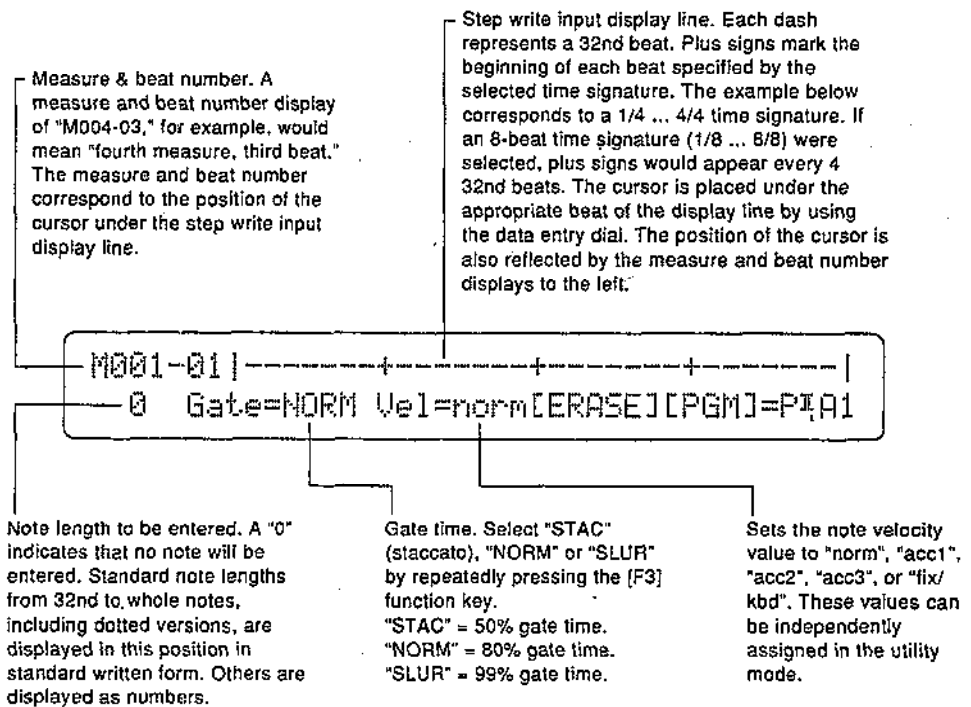 Step write input display line. Each dash
represents a 32nd beat. Plus signs mark the
beginning of each beat specified by the
selected time signature. The example below
corresponds to a 1/4 ... 4/4 time signature. If
an 8-beat time signature (1/8 ... 8/8) were
selected, plus signs would appear every 4
32nd beats. The cursor is placed under the
appropriate beat of the display line by using
the data entry dial. The position of the cursor is
also reflected by the measure and beat number
displays to the left.
Measure & beat number. A
measure and beat number display
of "M004-03," for example, would
mean "fourth measure, third beat."
The measure and beat number
correspond to the position of the
cursor under the step write input
display line.
M001-01|-------+-------+-------+-------|
0 Gate=NORM Vel=norm[ERASE][PGM]=PIA1
Note length to be entered. A "0"
indicates that no note will be
entered. Standard note lengths
from 32nd to whole notes,
including dotted versions, are
displayed in this position in
standard written form. Others are
displayed as numbers.
Gate time. Select "STAC"
(staccato), "NORM" or "SLUR"
by repeatedly pressing the [F3]
function key.
"STAC" = 50% gate time.
"NORM" = 80% gate time.
"SLUR" = 99% gate time.
Sets the note velocity
value to "norm", "acc1",
"acc2", "acc3", or "fix/
kbd". These values can
be independently
assigned in the utility
mode.